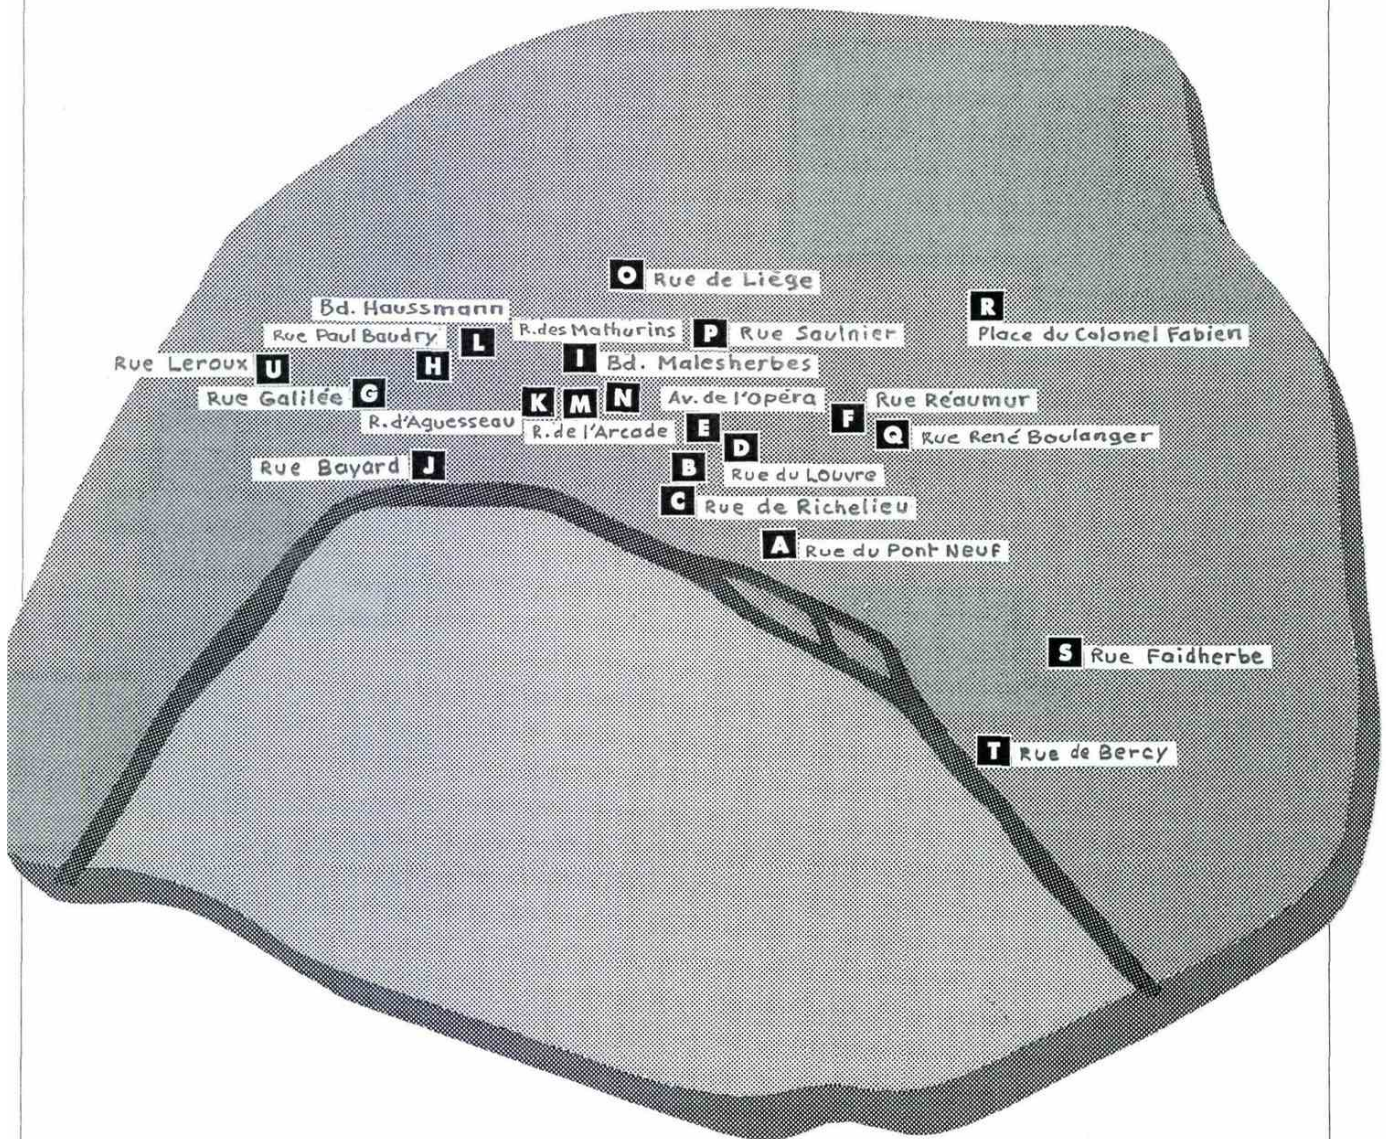 O Rue de Liége
Bd. Haussmann
R
R. des Mathurins
P Rue Saulnier
Place du Colonel Fabien
Rue Paul Baudry
L
Rue Leroux U
H
I Bd. Malesherbes
Rue Galilée G
K M N
Av. de l'Opéra
F Rue Réaumur
R. d'Aguesseau
R. de l'Arcade
E
Q Rue René Boulanger
D
Rue Bayard J
B
Rue du Louvre
C Rue de Richelieu
A Rue du Pont Neuf
S Rue Faidherbe
T Rue de Bercy